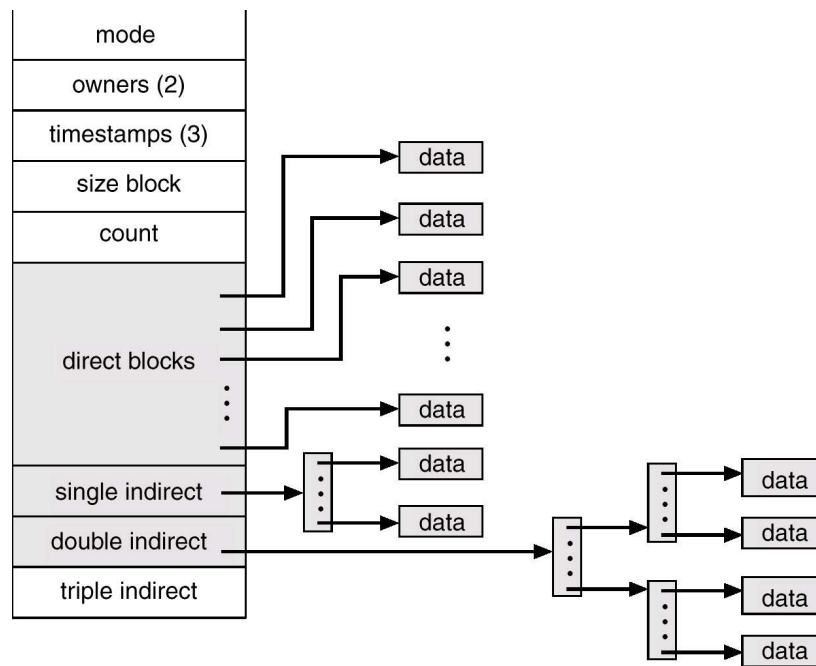 mode
owners (2)
timestamps (3)
size block
count
direct blocks
single indirect
double indirect
triple indirect
data
data
data
data
data
data
data
data
data
data